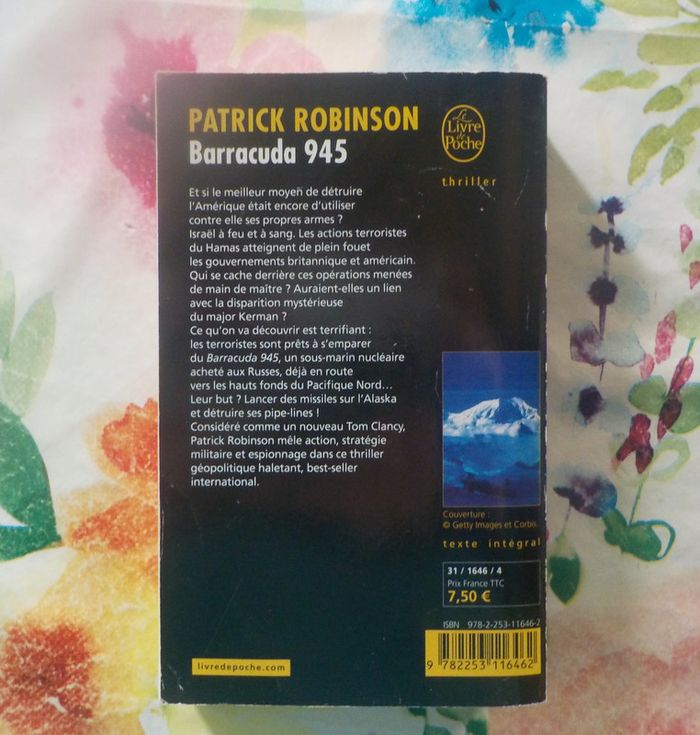 PATRICK ROBINSON
Barracuda 945
Le
Livre
de
Poche
thriller
Et si le meilleur moyen de détruire
l'Amérique était encore d'utiliser
contre elle ses propres armes ?
Israël à feu et à sang. Les actions terroristes
du Hamas atteignent de plein fouet
les gouvernements britannique et américain.
Qui se cache derrière ces opérations menées
de main de maître ? Auraient-elles un lien
avec la disparition mystérieuse
du major Kerman ?
Ce qu'on va découvrir est terrifiant :
les terroristes sont prêts à s'emparer
du Barracuda 945, un sous-marin nucléaire
acheté aux Russes, déjà en route
vers les hauts fonds du Pacifique Nord...
Leur but ? Lancer des missiles sur l'Alaska
et détruire ses pipe-lines !
Considéré comme un nouveau Tom Clancy,
Patrick Robinson mêle action, stratégie
militaire et espionnage dans ce thriller
géopolitique haletant, best-seller
international.
Couverture :
© Getty Images et Corbis.
texte intégral
31 / 1646 / 4
Prix France TTC
7,50 €
ISBN 978-2-253-11646-2
9 782253 116462
livredepoche.com